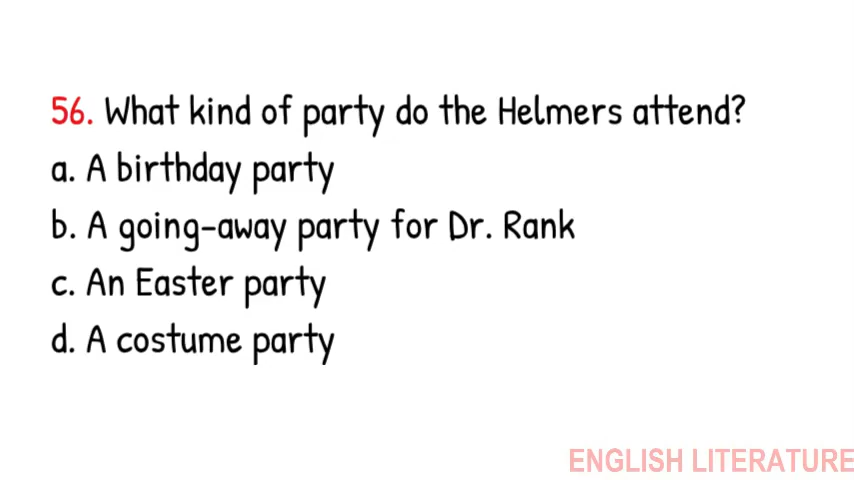 56. What kind of party do the Helmers attend?
a. A birthday party
b. A going-away party for Dr. Rank
c. An Easter party
d. A costume party
ENGLISH LITERATURE